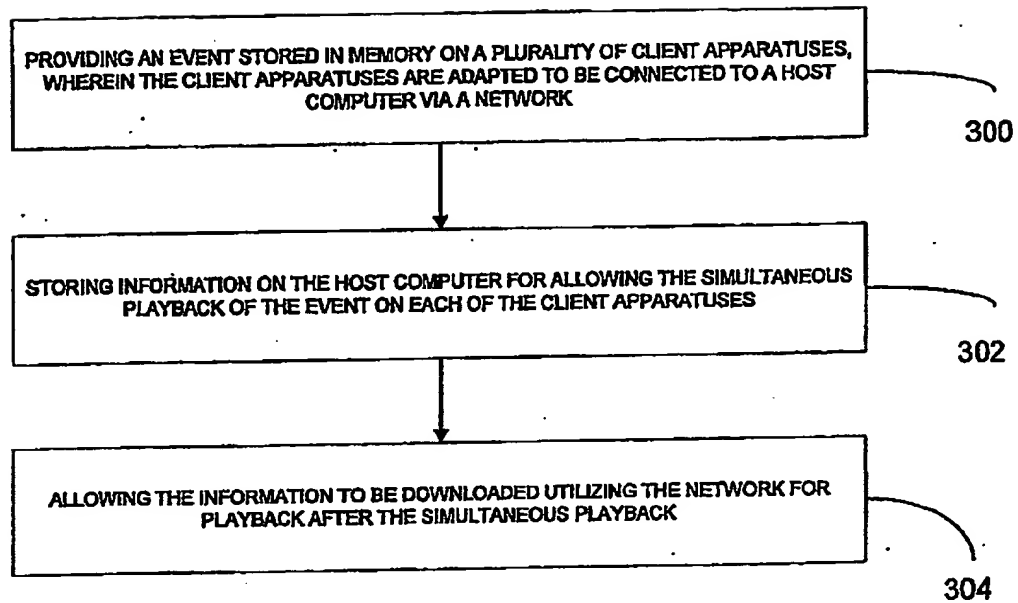 PROVIDING AN EVENT STORED IN MEMORY ON A PLURALITY OF CLIENT APPARATUSES,
WHEREIN THE CLIENT APPARATUSES ARE ADAPTED TO BE CONNECTED TO A HOST
COMPUTER VIA A NETWORK
300
STORING INFORMATION ON THE HOST COMPUTER FOR ALLOWING THE SIMULTANEOUS
PLAYBACK OF THE EVENT ON EACH OF THE CLIENT APPARATUSES
302
ALLOWING THE INFORMATION TO BE DOWNLOADED UTILIZING THE NETWORK FOR
PLAYBACK AFTER THE SIMULTANEOUS PLAYBACK
304